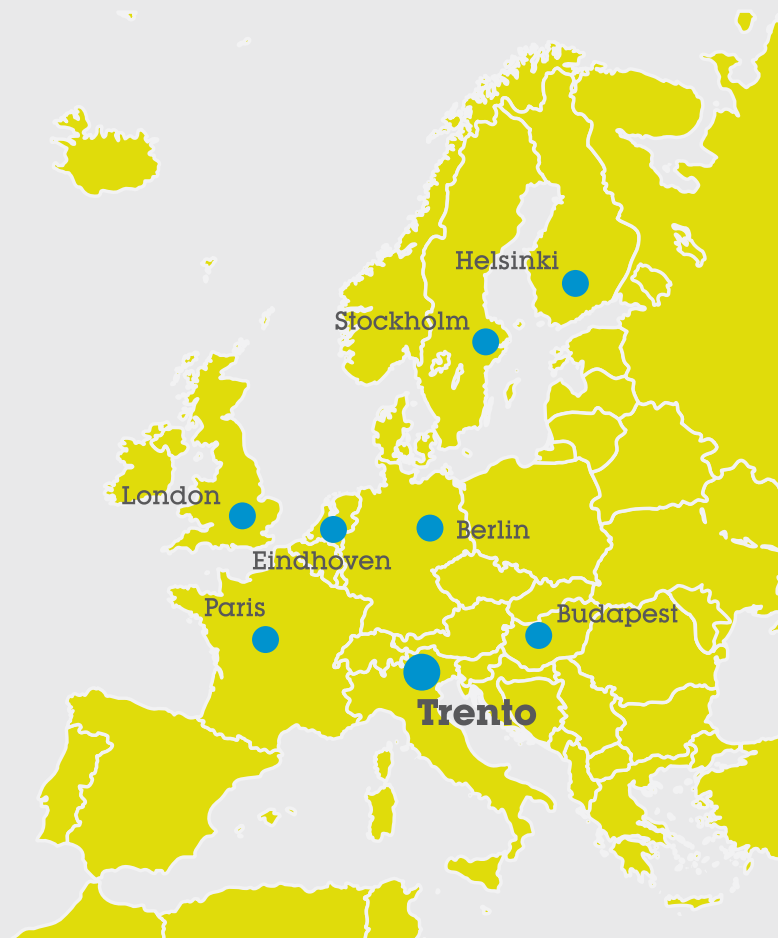 Helsinki
Stockholm
London
Berlin
Eindhoven
Paris
Budapest
Trento